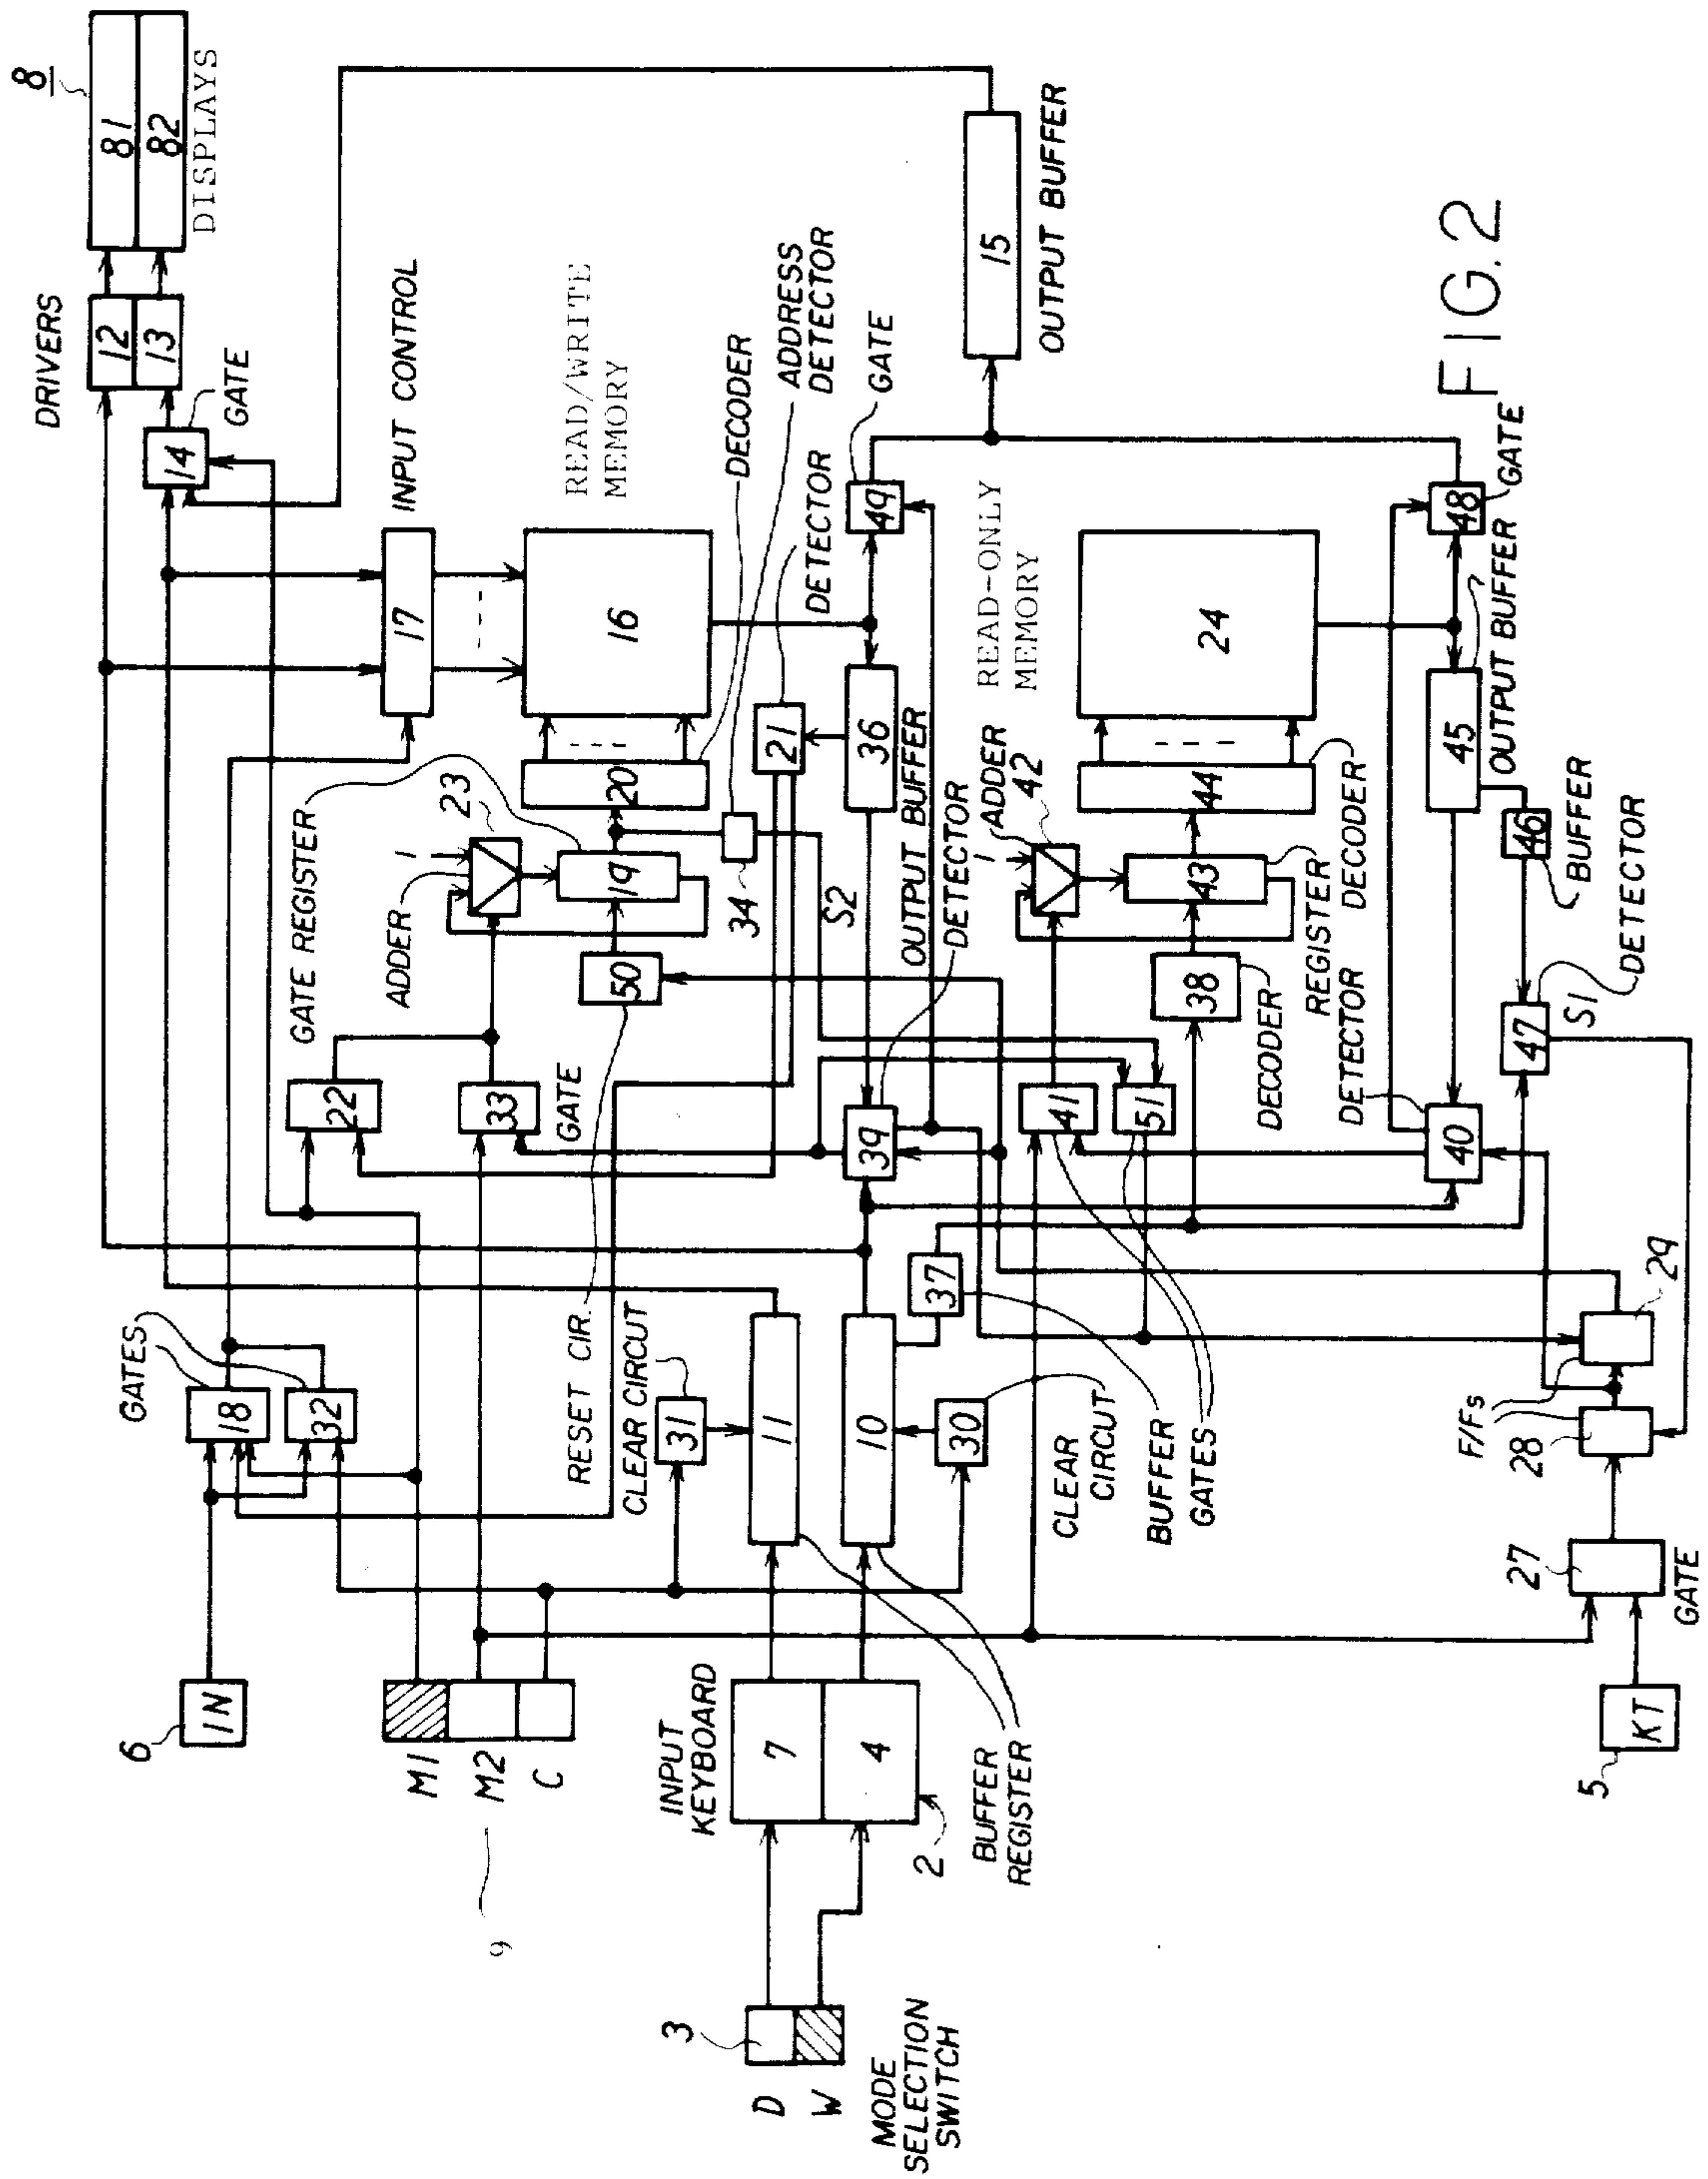 8
81
82
DISPLAYS
DRIVERS
12
13
14
GATE
INPUT CONTROL
17
READ/WRITE
MEMORY
16
DECODER
ADDRESS
DETECTOR
DETECTOR
21
GATE
49
15
OUTPUT BUFFER
36
OUTPUT BUFFER
S2
DETECTOR
39
GATE REGISTER
ADDER
1
23
19
20
34
50
22
33
GATE
READ-ONLY
MEMORY
24
ADDER
42
1
43
44
38
DECODER
REGISTER
DECODER
DETECTOR
40
48
GATE
45
OUTPUT BUFFER
46
BUFFER
47
S1
DETECTOR
41
51
GATES
18
32
RESET CIR.
CLEAR CIRCUT
31
11
10
30
37
CLEAR
CIRCUT
BUFFER
GATES
29
F/Fs
28
27
GATE
6
IN
M1
M2
C
9
INPUT
KEYBOARD
7
4
2
BUFFER
REGISTER
5
KT
3
D
W
MODE
SELECTION
SWITCH
FIG. 2